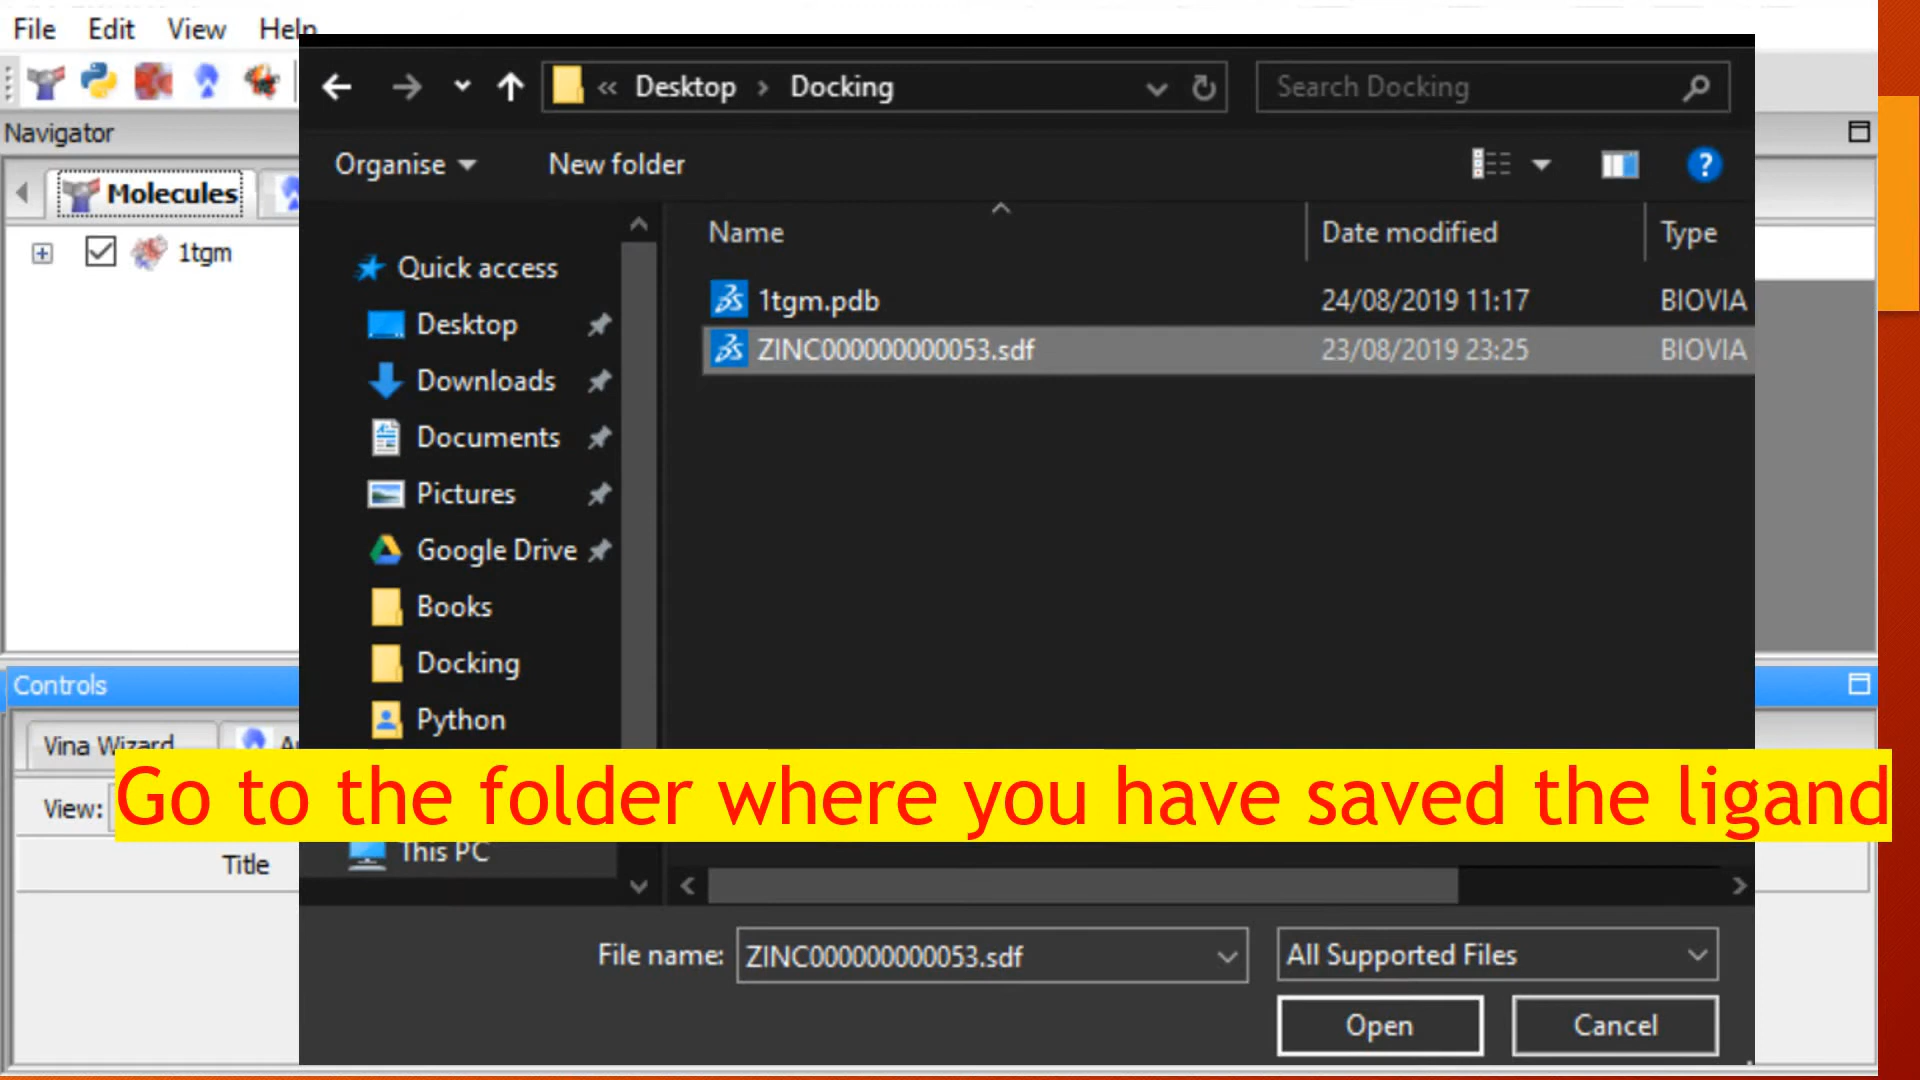 File Edit View Help
Desktop > Docking
Search Docking
Navigator
Organise
New folder
Molecules
Name
Date modified
Type
1tgm
Quick access
1tgm.pdb
24/08/2019 11:17
BIOVIA
Desktop
ZINC000000000053.sdf
23/08/2019 23:25
BIOVIA
Downloads
Documents
Pictures
Google Drive
Books
Docking
Controls
Python
Vina Wizard
View:
Go to the folder where you have saved the ligand
This PC
Title
File name:
ZINC000000000053.sdf
All Supported Files
Open
Cancel